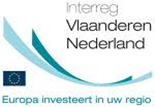 Interreg
Vlaanderen
Nederland
Europa investeert in uw regio